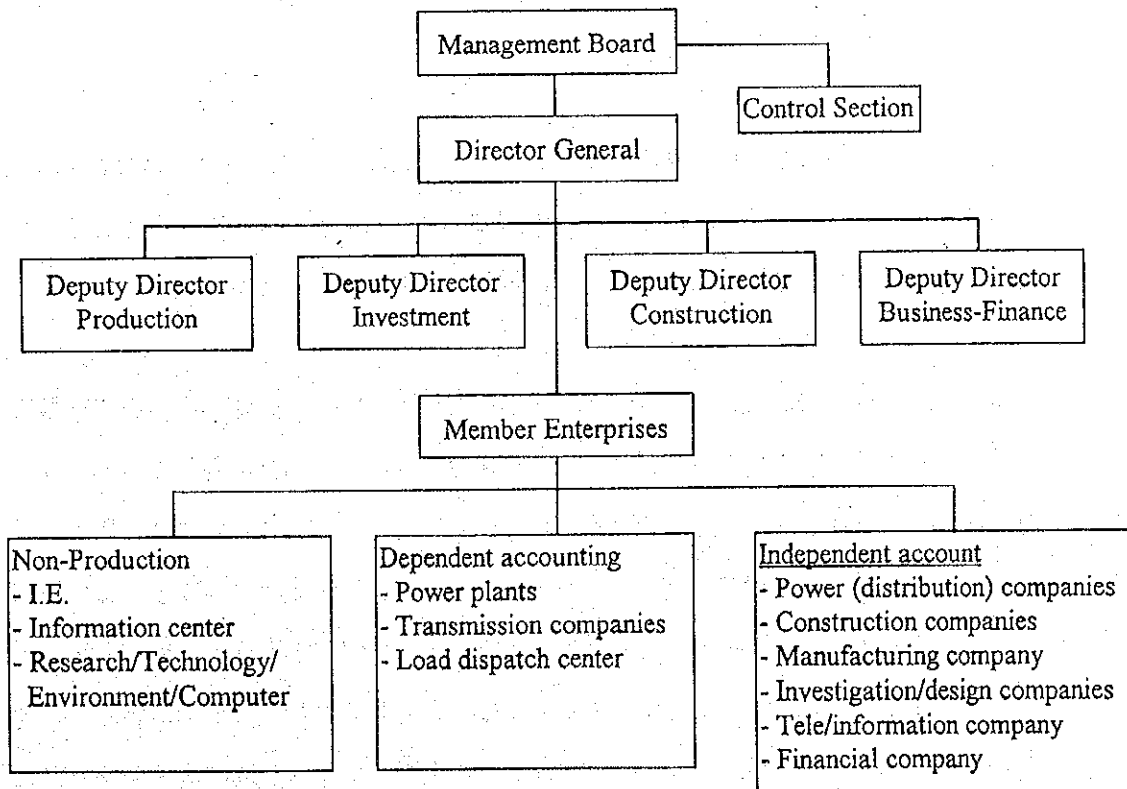 Management Board
Control Section
Director General
Deputy Director
Production
Deputy Director
Investment
Deputy Director
Construction
Deputy Director
Business-Finance
Member Enterprises
Non-Production
- I.E.
- Information center
- Research/Technology/
Environment/Computer
Dependent accounting
- Power plants
- Transmission companies
- Load dispatch center
Independent account
- Power (distribution) companies
- Construction companies
- Manufacturing company
- Investigation/design companies
- Tele/information company
- Financial company